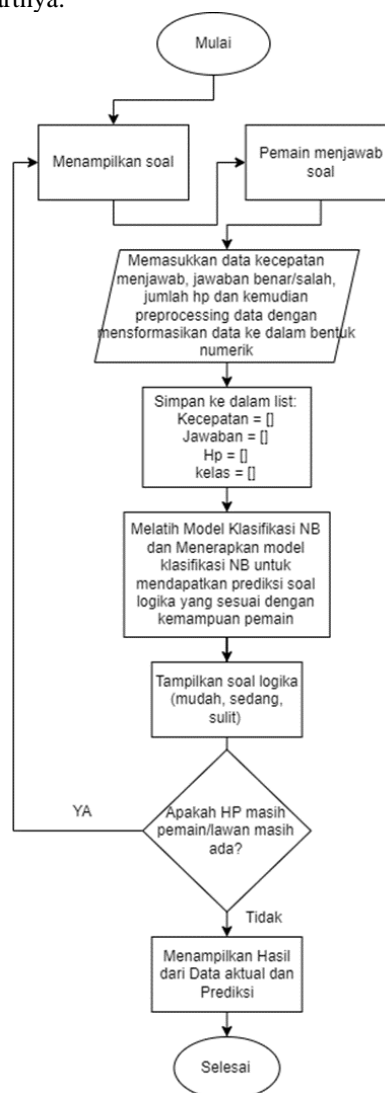 Mulai
Menampilkan soal
Pemain menjawab
soal
Memasukkan data kecepatan
menjawab, jawaban benar/salah,
jumlah hp dan kemudian
preprocessing data dengan
mensformasikan data ke dalam bentuk
numerik
Simpan ke dalam list:
Kecepatan = []
Jawaban = []
Hp = []
kelas = []
Melatih Model Klasifikasi NB
dan Menerapkan model
klasifikasi NB untuk
mendapatkan prediksi soal
logika yang sesuai dengan
kemampuan pemain
Tampilkan soal logika
(mudah, sedang,
sulit)
YA
Apakah HP masih
pemain/lawan masih
ada?
Tidak
Menampilkan Hasil
dari Data aktual dan
Prediksi
Selesai